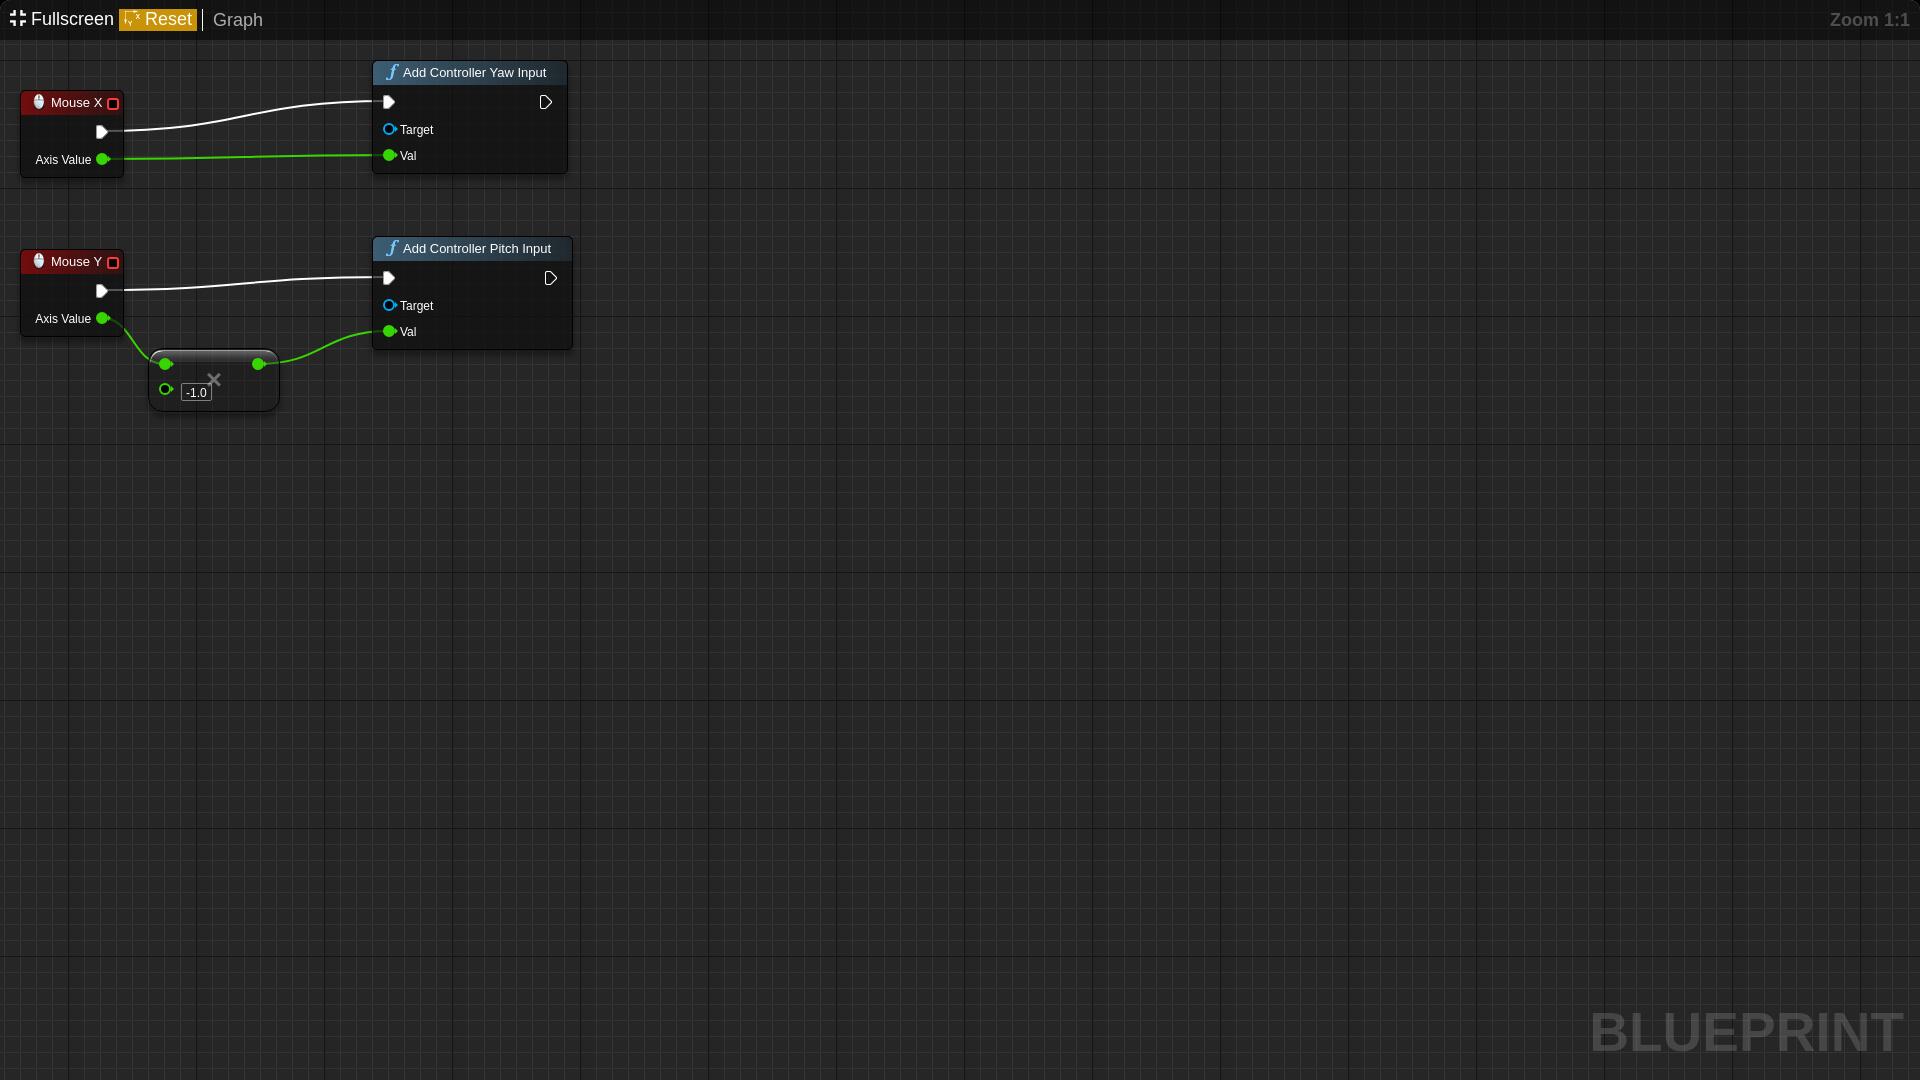 Fullscreen Reset Graph Zoom 1:1
Add Controller Yaw Input
Mouse X
Target
Axis Value
Val
Add Controller Pitch Input
Mouse Y
Target
Axis Value
Val
-1.0
BLUEPRINT